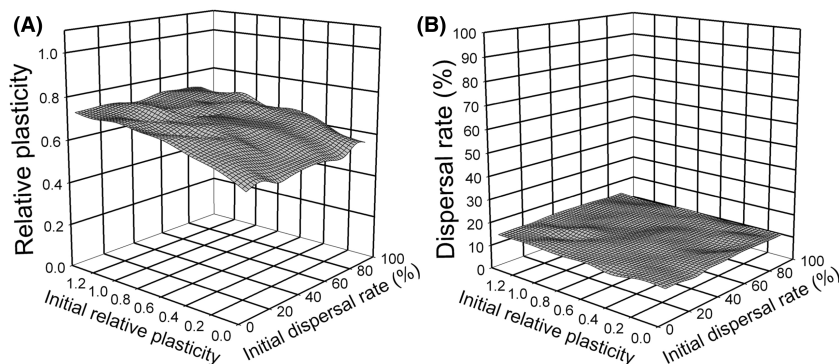 (A)
Relative plasticity
1.0
0.8
0.6
0.4
0.2
0.0
1.2 1.0 0.8 0.6 0.4 0.2 0.0
Initial relative plasticity
0 20 40 60 80 100
Initial dispersal rate (%)
(B)
Dispersal rate (%)
100
90
80
70
60
50
40
30
20
10
0
1.2 1.0 0.8 0.6 0.4 0.2 0.0
Initial relative plasticity
0 20 40 60 80 100
Initial dispersal rate (%)